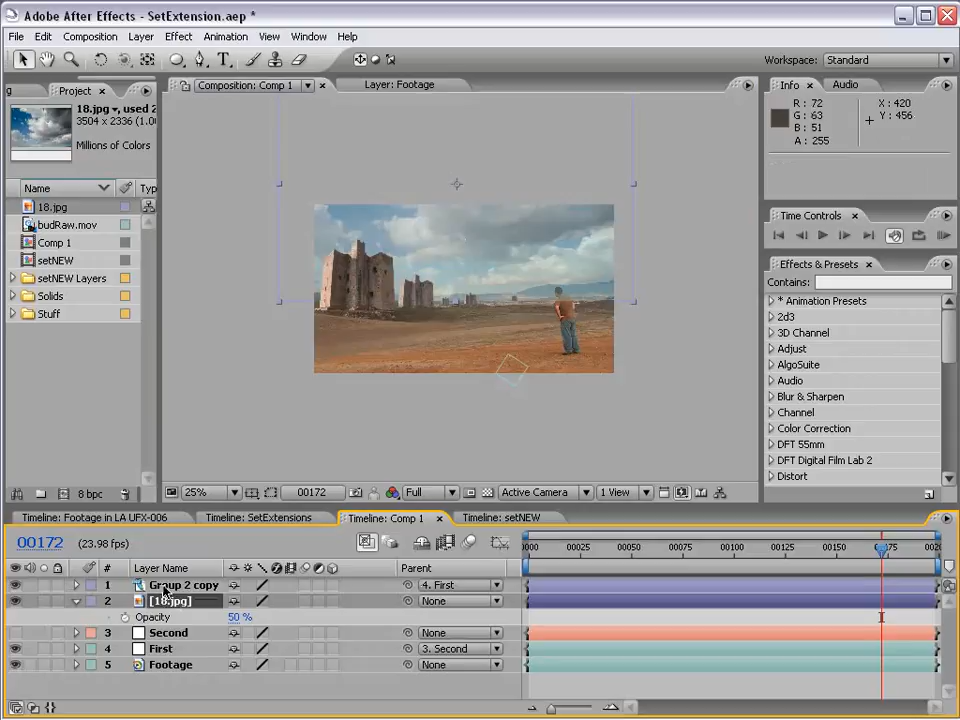 Adobe After Effects - SetExtension.aep *
File Edit Composition Layer Effect Animation View Window Help
Workspace: Standard
g Project
18.jpg , used 2
3504 x 2336 (1.0
Millions of Colors
Name Typ
18.jpg
budRaw.mov
Comp 1
setNEW
setNEW Layers
Solids
Stuff
8 bpc
Composition: Comp 1 Layer: Footage
25% 00172 Full Active Camera 1 View
Info Audio
R : 72
G : 63
B : 51
A : 255
X : 420
Y : 456
Time Controls
Effects & Presets
Contains:
* Animation Presets
2d3
3D Channel
Adjust
AlgoSuite
Audio
Blur & Sharpen
Channel
Color Correction
DFT 55mm
DFT Digital Film Lab 2
Distort
Timeline: Footage in LA UFX-006 Timeline: SetExtensions Timeline: Comp 1 Timeline: setNEW
00172 (23.98 fps)
# Layer Name Parent
0000 00025 00050 00075 00100 00125 00150 00175 0020
1 Group 2 copy 4. First
2 [18.jpg] None
Opacity 50 %
3 Second None
4 First 3. Second
5 Footage None